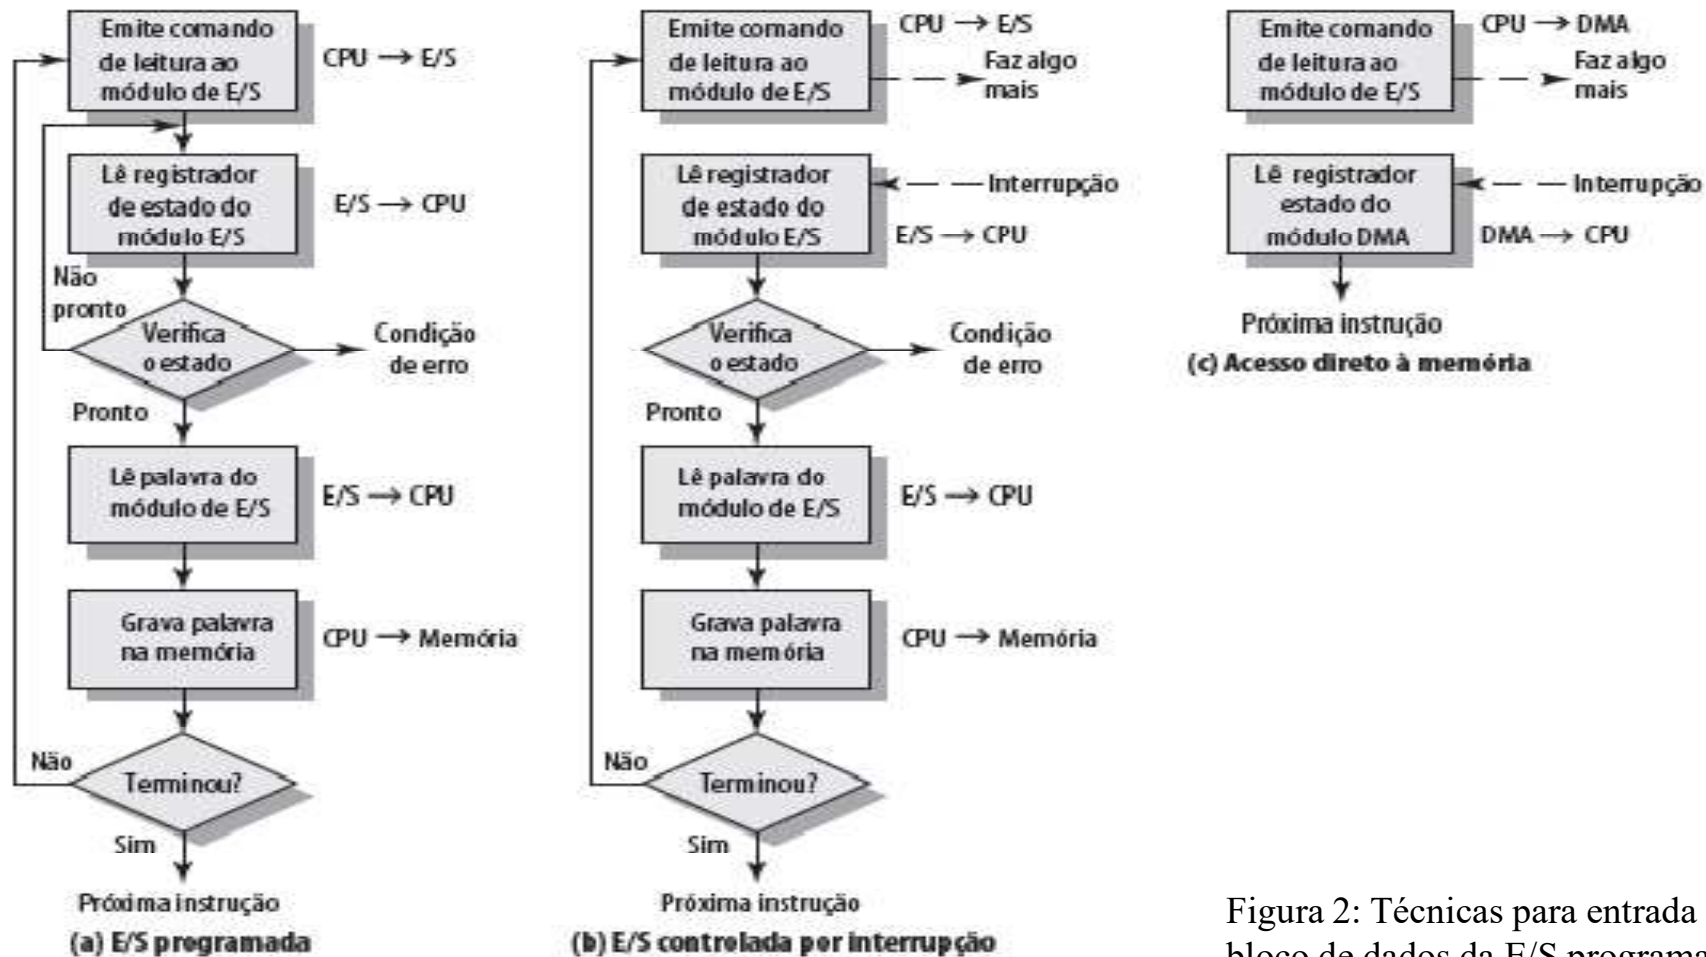 Emite comando
de leitura ao
módulo de E/S
CPU → E/S
Lê registrador
de estado do
módulo E/S
E/S → CPU
Não
pronto
Verifica
o estado
Condição
de erro
Pronto
Lê palavra do
módulo de E/S
E/S → CPU
Grava palavra
na memória
CPU → Memória
Não
Terminou?
Sim
Próxima instrução
(a) E/S programada
Emite comando
de leitura ao
módulo de E/S
CPU → E/S
Faz algo
mais
Lê registrador
de estado do
módulo E/S
Interrupção
E/S → CPU
Verifica
o estado
Condição
de erro
Pronto
Lê palavra do
módulo de E/S
E/S → CPU
Grava palavra
na memória
CPU → Memória
Não
Terminou?
Sim
Próxima instrução
(b) E/S controlada por interrupção
Emite comando
de leitura ao
módulo de E/S
CPU → DMA
Faz algo
mais
Lê registrador
estado do
módulo DMA
Interrupção
DMA → CPU
Próxima instrução
(c) Acesso direto à memória
Figura 2: Técnicas para entrada
bloco de dados da E/S